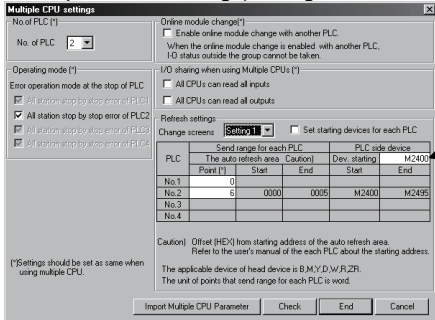 Multiple CPU settings
No.of PLC (*)
No. of PLC 2
Operating mode (*)
Error operation mode at the stop of PLC
All station stop by stop error of PLC1
All station stop by stop error of PLC2
All station stop by stop error of PLC3
All station stop by stop error of PLC4
(*)Settings should be set as same when
using multiple CPU.
Online module change(*)
Enable online module change with another PLC.
When the online module change is enabled with another PLC,
I-O status outside the group cannot be taken.
I/O sharing when using Multiple CPUs (*)
All CPUs can read all inputs
All CPUs can read all outputs
Refresh settings
Change screens Setting 1 Set starting devices for each PLC
PLC Send range for each PLC PLC side device
The auto refresh area Caution) Dev. starting M2400
Point (*) Start End Start End
No.1 0
No.2 6 0000 0005 M2400 M2495
No.3
No.4
Caution) Offset (HEX) from starting address of the auto refresh area.
Refer to the user's manual of the each PLC about the starting address.
The applicable device of head device is B,M,Y,D,W,R,ZR.
The unit of points that send range for each PLC is word.
Import Multiple CPU Parameter Check End Cancel